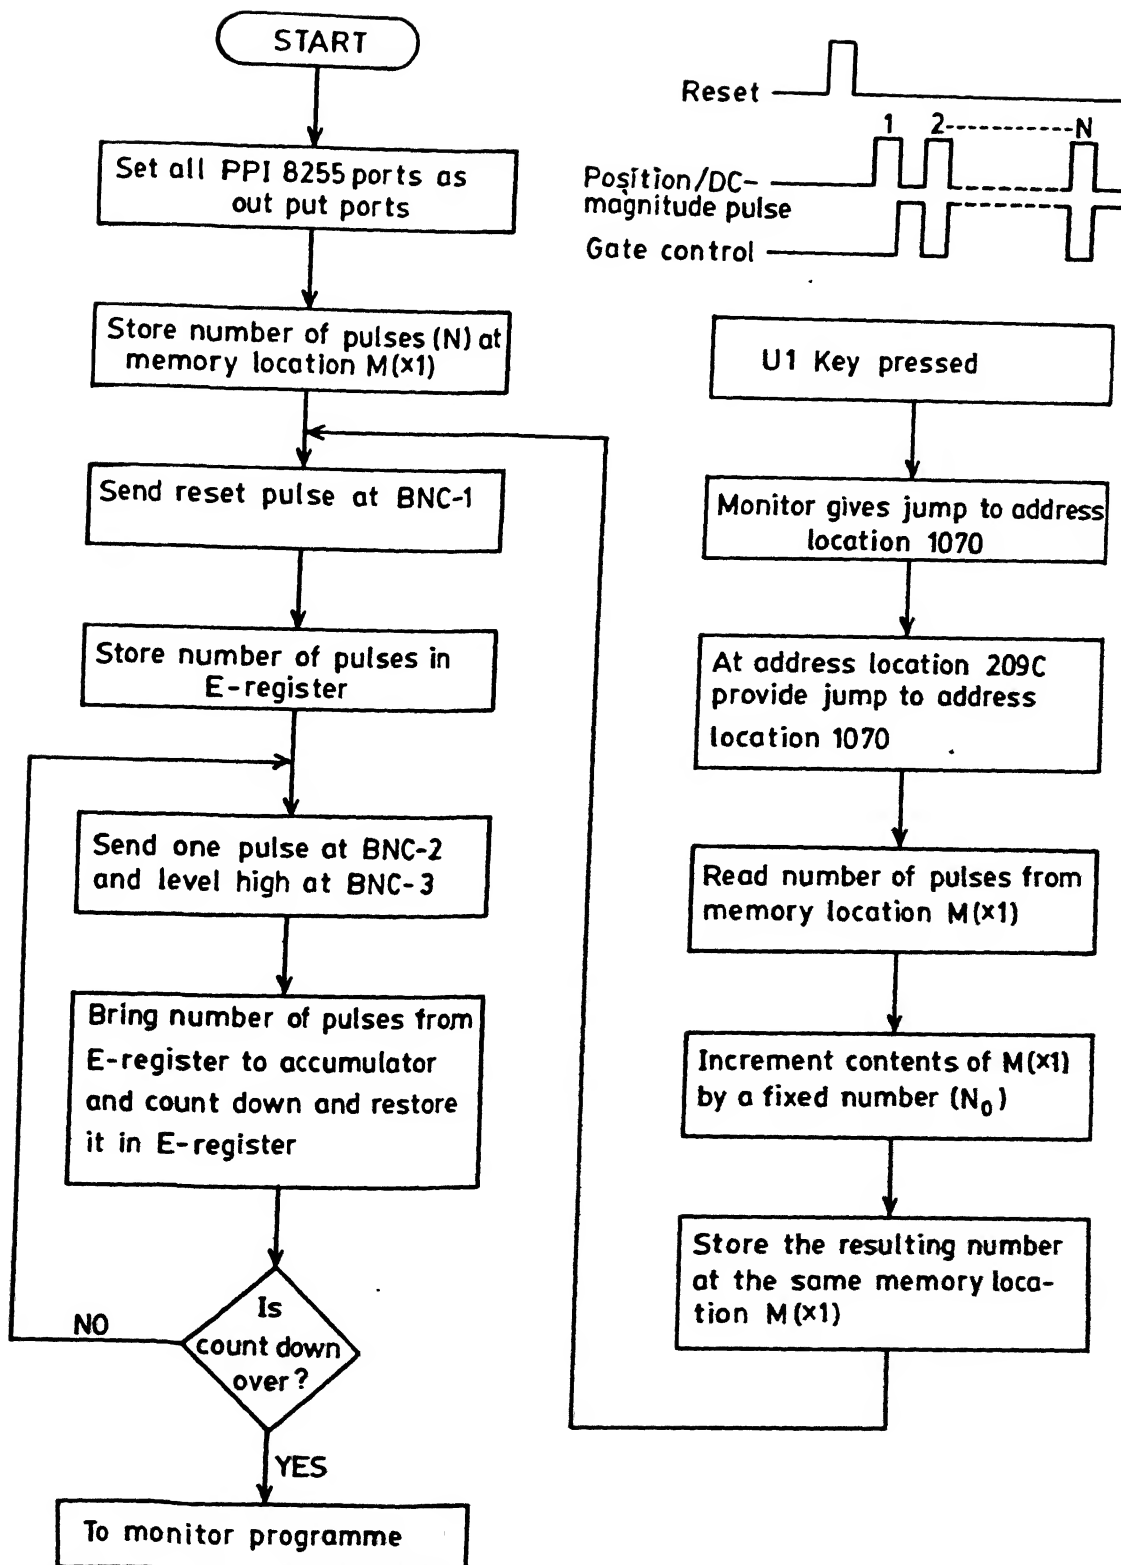 START
Set all PPI 8255 ports as
out put ports
Store number of pulses (N) at
memory location M(x1)
Send reset pulse at BNC-1
Store number of pulses in
E-register
Send one pulse at BNC-2
and level high at BNC-3
Bring number of pulses from
E-register to accumulator
and count down and restore
it in E-register
Is
count down
over?
NO
YES
To monitor programme
Reset
1 2----------N
Position/DC-
magnitude pulse
Gate control
U1 Key pressed
Monitor gives jump to address
location 1070
At address location 209C
provide jump to address
location 1070
Read number of pulses from
memory location M(x1)
Increment contents of M(x1)
by a fixed number (N₀)
Store the resulting number
at the same memory loca-
tion M(x1)